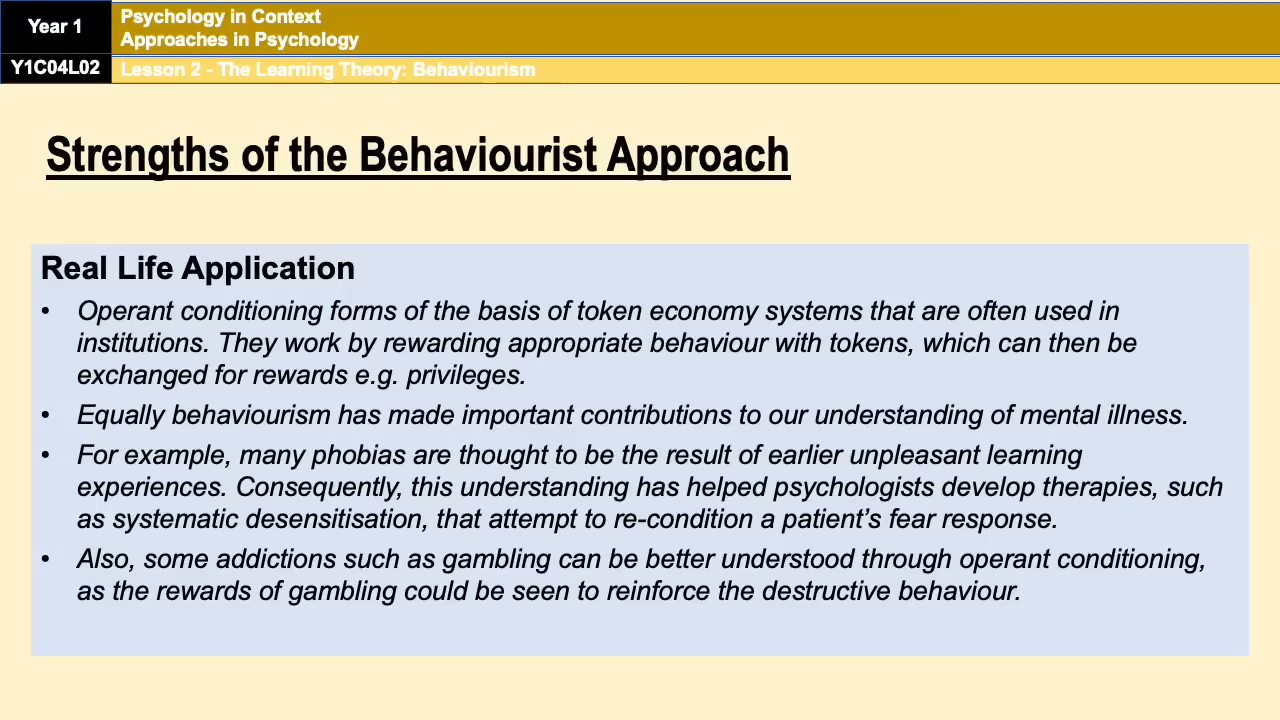 Year 1
Psychology in Context
Approaches in Psychology
Y1C04L02
Lesson 2 - The Learning Theory: Behaviourism
Strengths of the Behaviourist Approach
Real Life Application
• Operant conditioning forms of the basis of token economy systems that are often used in
institutions. They work by rewarding appropriate behaviour with tokens, which can then be
exchanged for rewards e.g. privileges.
• Equally behaviourism has made important contributions to our understanding of mental illness.
• For example, many phobias are thought to be the result of earlier unpleasant learning
experiences. Consequently, this understanding has helped psychologists develop therapies, such
as systematic desensitisation, that attempt to re-condition a patient’s fear response.
• Also, some addictions such as gambling can be better understood through operant conditioning,
as the rewards of gambling could be seen to reinforce the destructive behaviour.